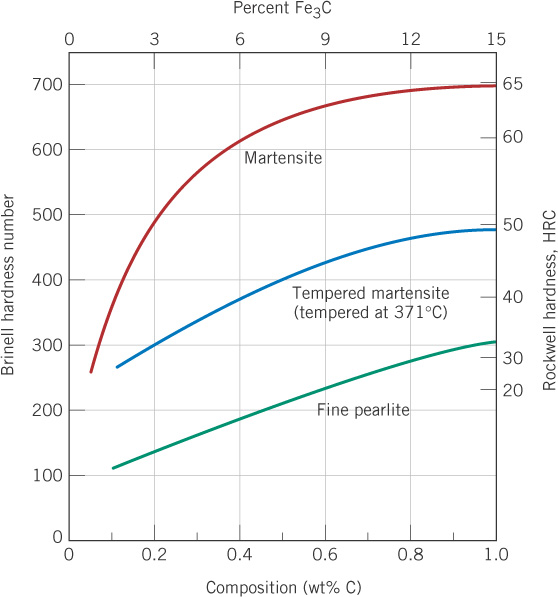 Percent Fe₃C
0 3 6 9 12 15
700
600
500
400
300
200
100
0
Brinell hardness number
65
60
50
40
30
20
Rockwell hardness, HRC
Martensite
Tempered martensite
(tempered at 371°C)
Fine pearlite
0 0.2 0.4 0.6 0.8 1.0
Composition (wt% C)